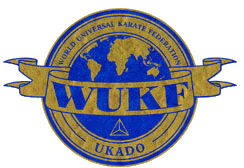 WORLD UNIVERSAL KARATE FEDERATION
WUKF
UKADO